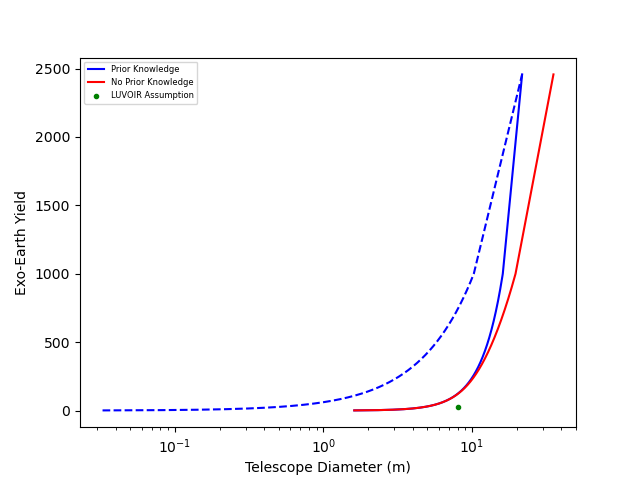 Prior Knowledge
No Prior Knowledge
LUVOIR Assumption
Exo-Earth Yield
2500
2000
1500
1000
500
0
10⁻¹
10⁰
10¹
Telescope Diameter (m)